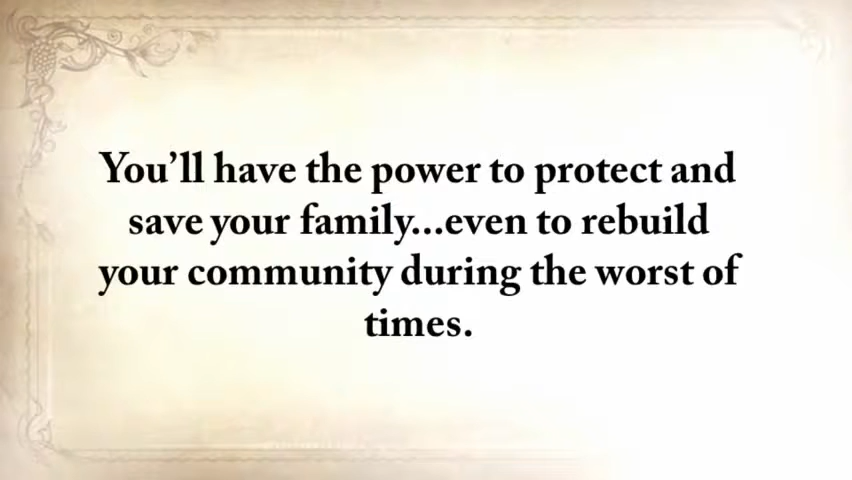 You’ll have the power to protect and
save your family...even to rebuild
your community during the worst of
times.